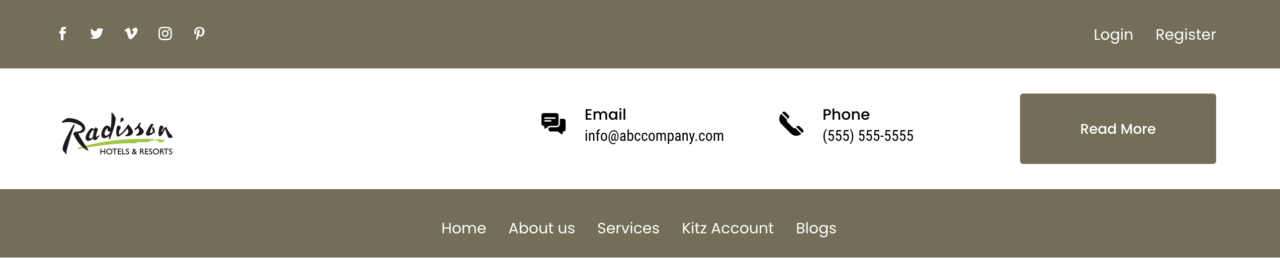 Login Register
Radisson
HOTELS & RESORTS
Email
info@abccompany.com
Phone
(555) 555-5555
Read More
Home About us Services Kitz Account Blogs